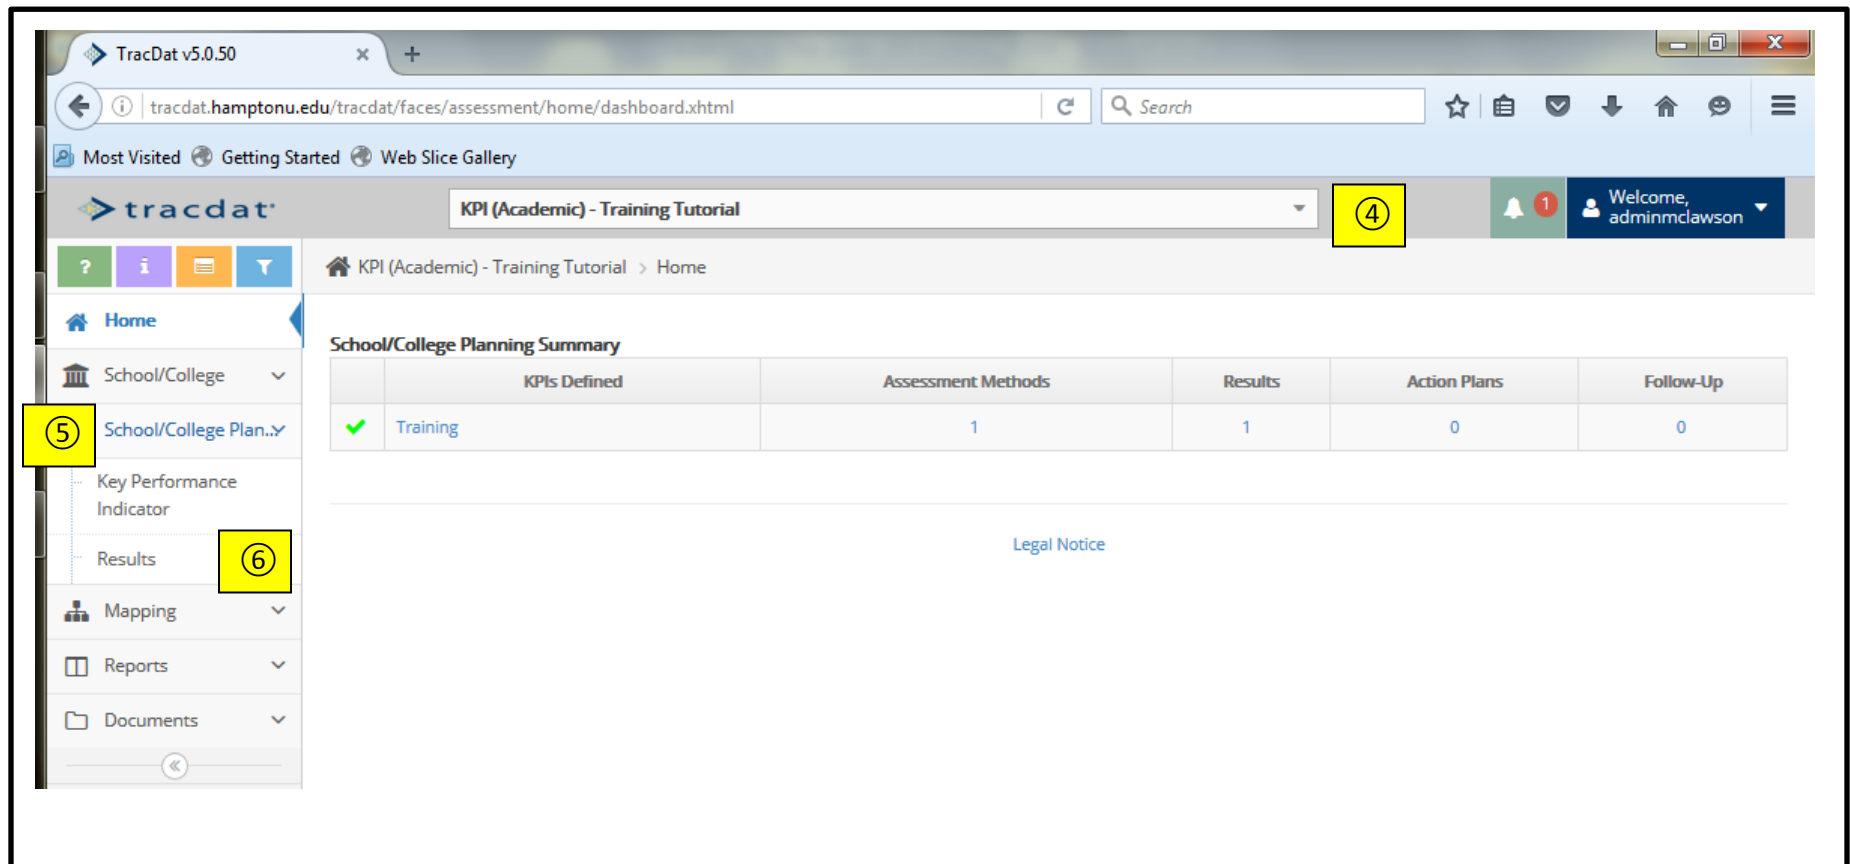 TracDat v5.0.50
tracdat.hamptonu.edu/tracdat/faces/assessment/home/dashboard.xhtml
Search
Most Visited Getting Started Web Slice Gallery
tracdat
KPI (Academic) - Training Tutorial
④
1
Welcome,
adminmclawson
? i
KPI (Academic) - Training Tutorial > Home
Home
School/College
⑤
School/College Plan..
Key Performance
Indicator
Results
⑥
Mapping
Reports
Documents
School/College Planning Summary
KPIs Defined Assessment Methods Results Action Plans Follow-Up
Training 1 1 0 0
Legal Notice